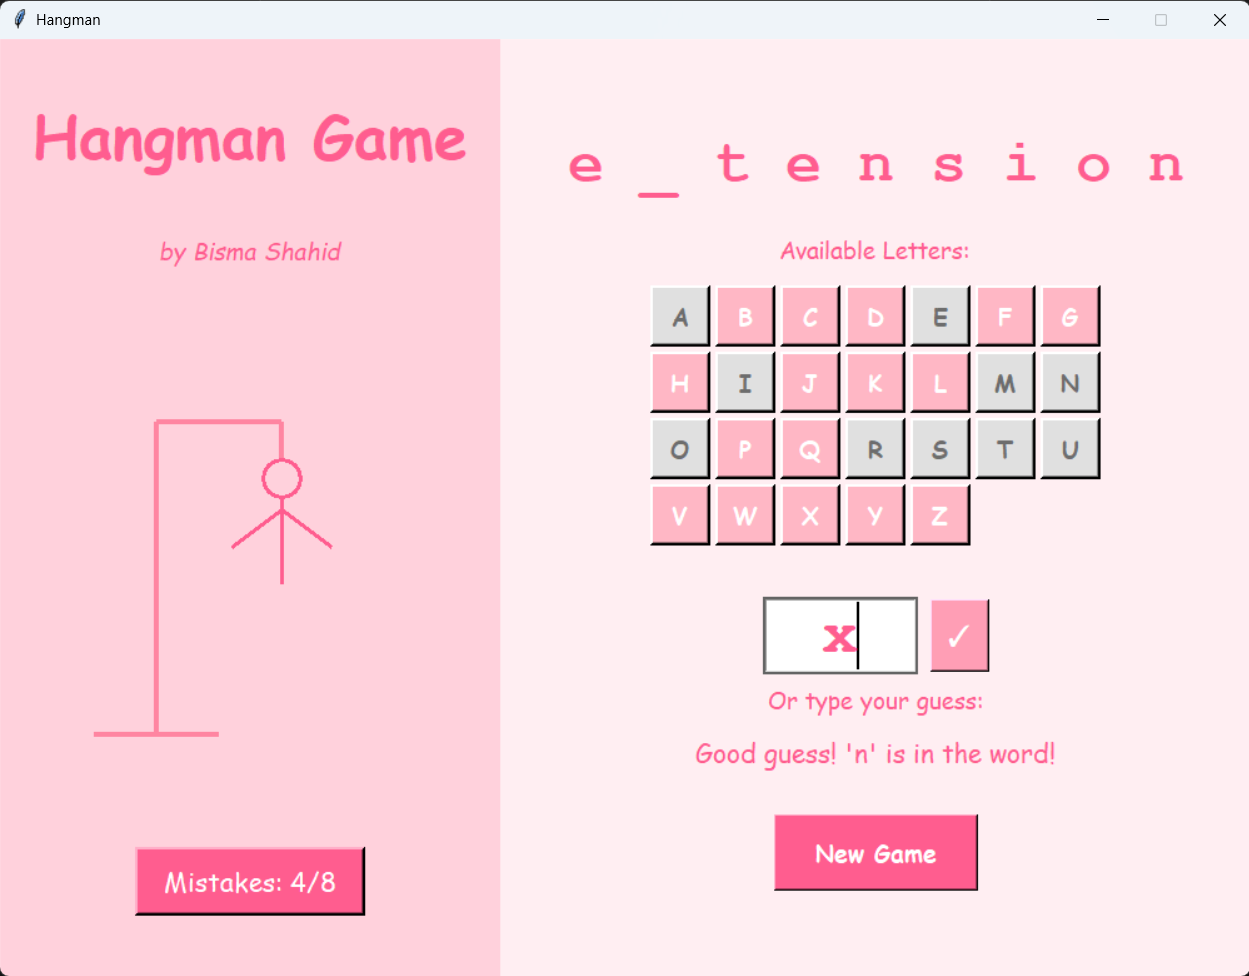 Hangman
Hangman Game
by Bisma Shahid
Mistakes: 4/8
e _ t e n s i o n
Available Letters:
A B C D E F G
H I J K L M N
O P Q R S T U
V W X Y Z
x ✓
Or type your guess:
Good guess! 'n' is in the word!
New Game